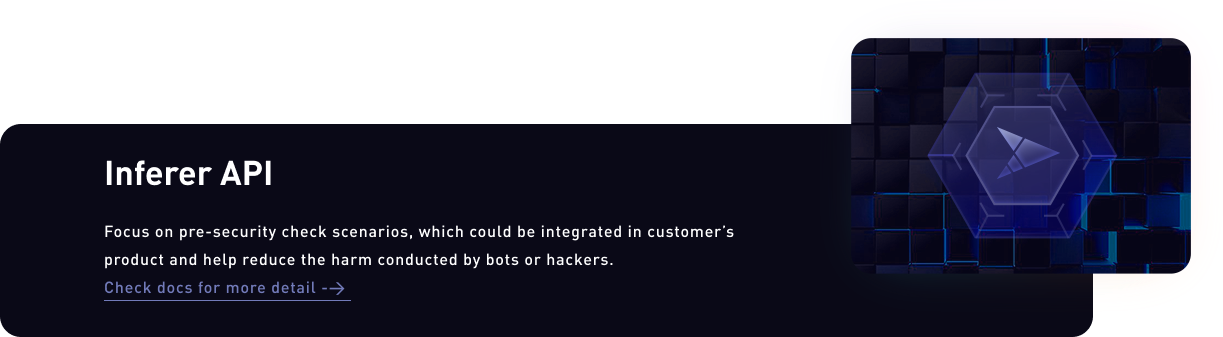 Inferer API
Focus on pre-security check scenarios, which could be integrated in customer's
product and help reduce the harm conducted by bots or hackers.
Check docs for more detail -->